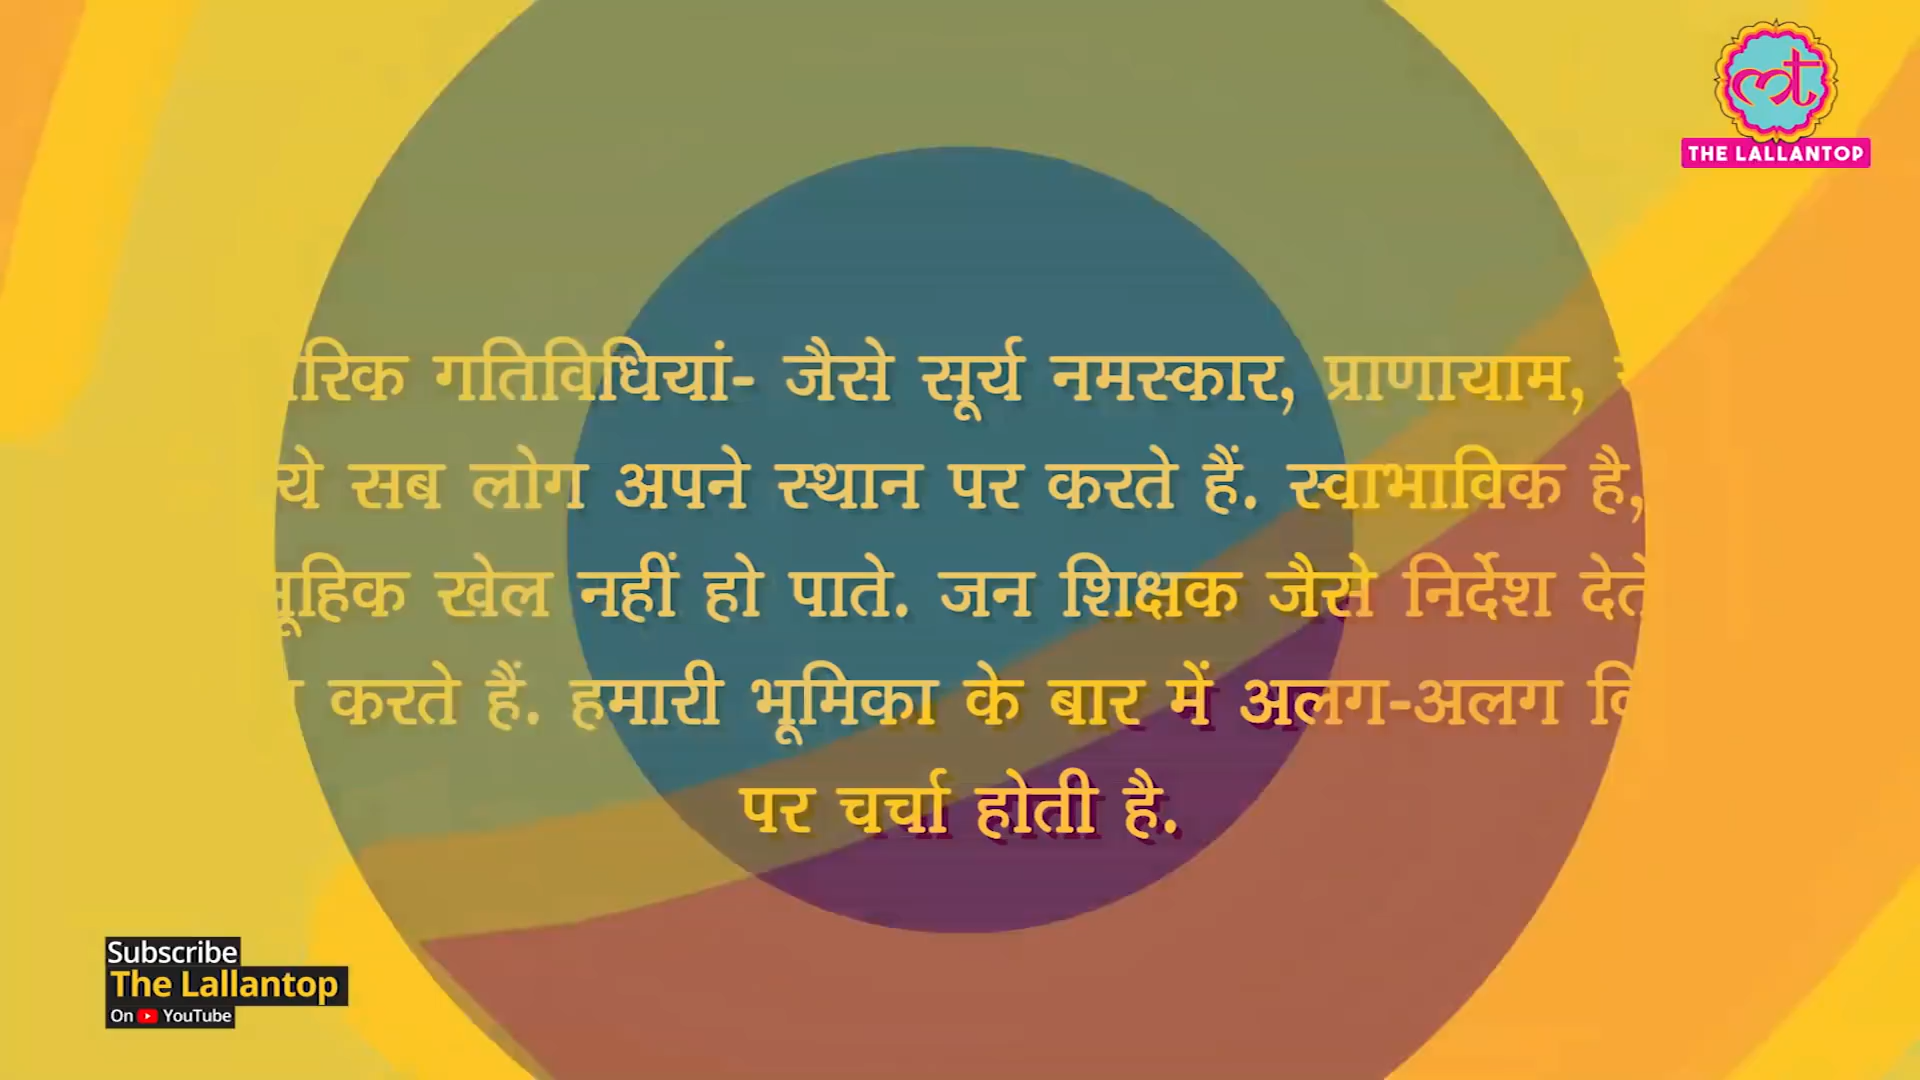 THE LALLANTOP
गतिविधियां- जैसे सूर्य नमस्कार, प्राणायाम,
ये सब लोग अपने स्थान पर करते हैं. स्वाभाविक है,
खेल नहीं हो पाते. जन शिक्षक जैसे निर्देश देते
करते हैं. हमारी भूमिका के बार में अलग-अलग
पर चर्चा होती है.
Subscribe
The Lallantop
On YouTube